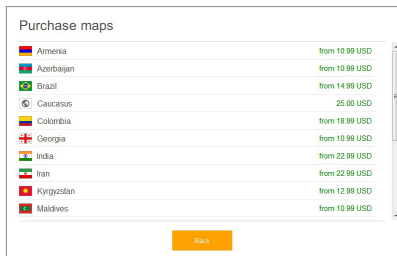 Purchase maps
Armenia from 10.99 USD
Azerbaijan from 10.99 USD
Brazil from 14.99 USD
Caucasus 25.00 USD
Colombia from 18.99 USD
Georgia from 10.99 USD
India from 22.99 USD
Iran from 22.99 USD
Kyrgyzstan from 12.99 USD
Maldives from 10.99 USD
Back